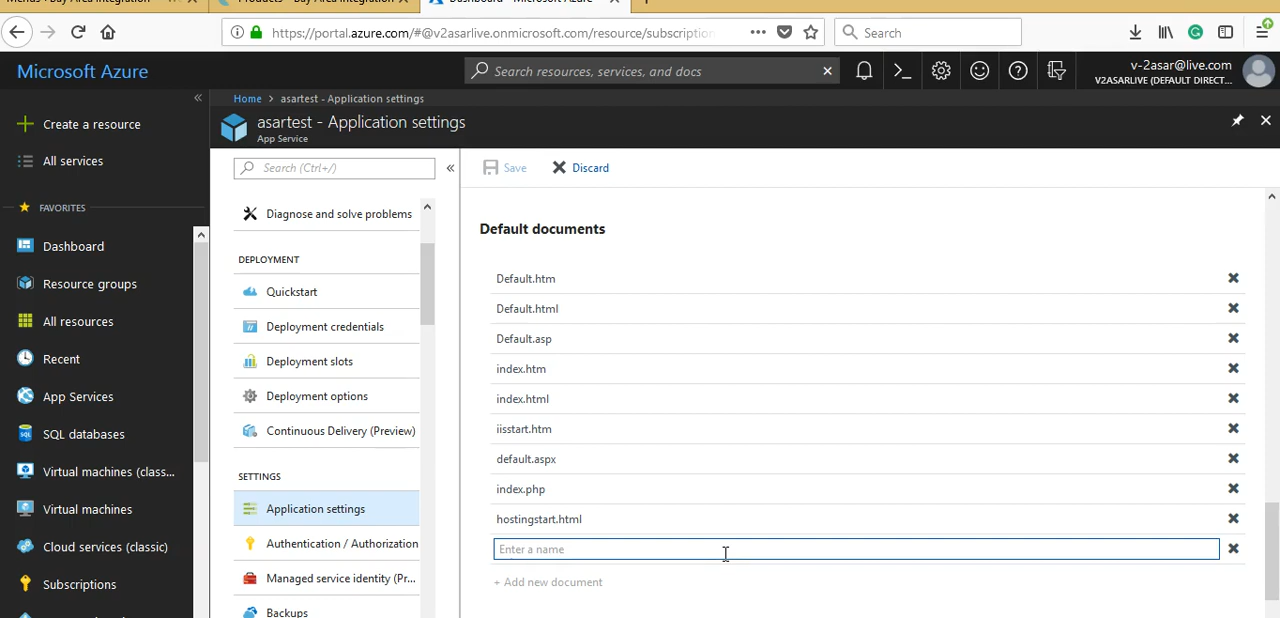 https://portal.azure.com/#@v2asarlive.onmicrosoft.com/resource/subscription
Search
Microsoft Azure
Search resources, services, and docs
v-2asar@live.com
V2ASARLIVE (DEFAULT DIRECT...
Home > asartest - Application settings
asartest - Application settings
App Service
Create a resource
All services
FAVORITES
Dashboard
Resource groups
All resources
Recent
App Services
SQL databases
Virtual machines (classi...
Virtual machines
Cloud services (classic)
Subscriptions
Search (Ctrl+/)
Diagnose and solve problems
DEPLOYMENT
Quickstart
Deployment credentials
Deployment slots
Deployment options
Continuous Delivery (Preview)
SETTINGS
Application settings
Authentication / Authorization
Managed service identity (Pr...
Backups
Save
Discard
Default documents
Default.htm
Default.html
Default.asp
index.htm
index.html
iisstart.htm
default.aspx
index.php
hostingstart.html
Enter a name
+ Add new document